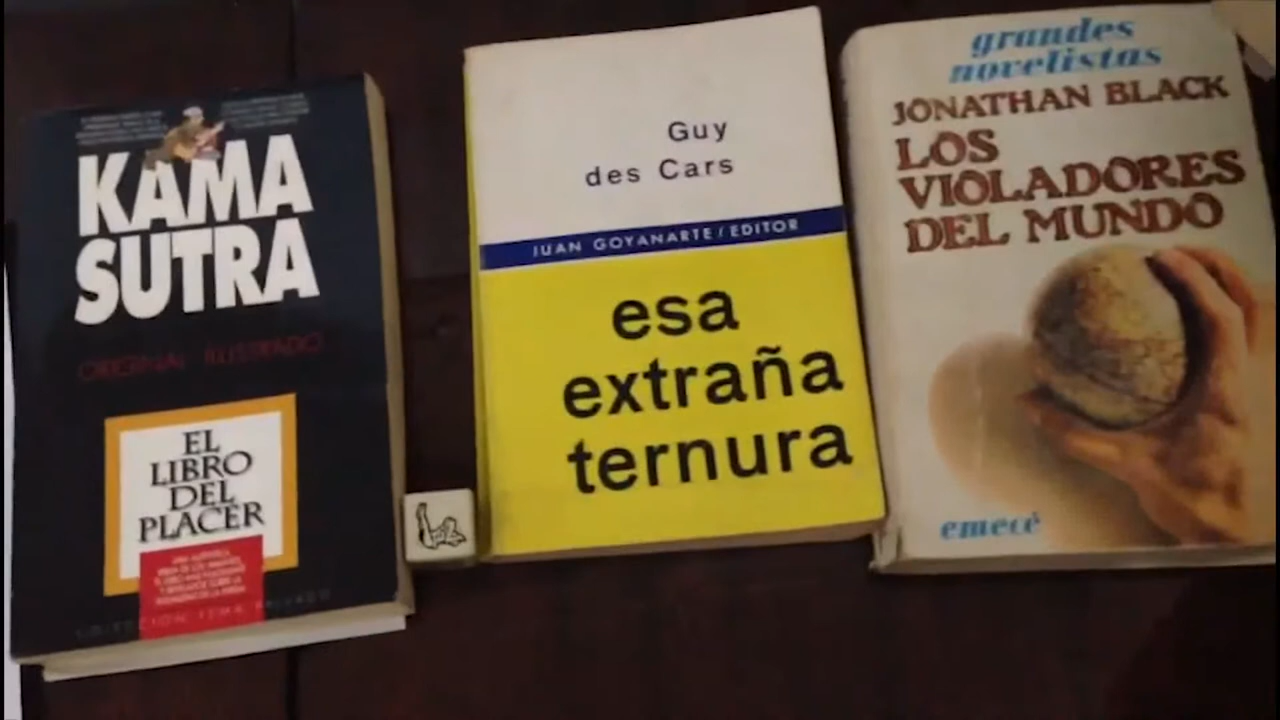 KAMA
SUTRA
ORIGINAL ILUSTRADO
EL
LIBRO
DEL
PLACER
Guy
des Cars
JUAN GOYANARTE / EDITOR
esa
extraña
ternura
grandes
novelistas
JONATHAN BLACK
LOS
VIOLADORES
DEL MUNDO
emecé